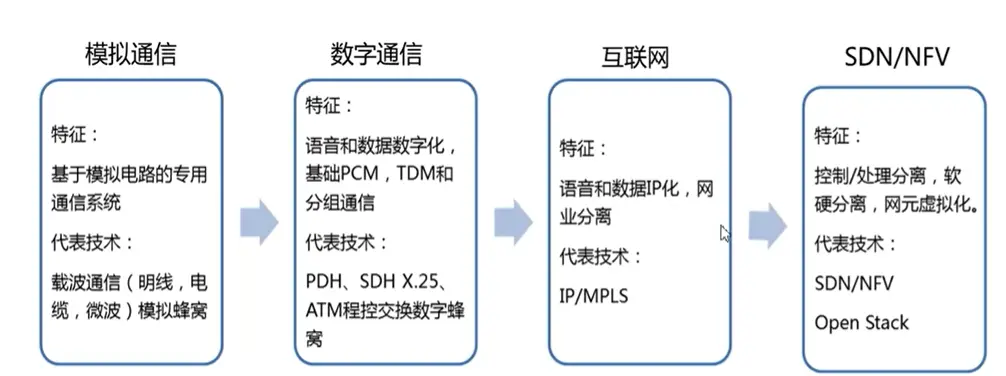 模拟通信
特征：
基于模拟电路的专用
通信系统
代表技术：
载波通信（明线，电
缆，微波）模拟蜂窝
数字通信
特征：
语音和数据数字化，
基础PCM，TDM和
分组通信
代表技术：
PDH、SDH X.25、
ATM程控交换数字蜂
窝
互联网
特征：
语音和数据IP化，网
业分离
代表技术：
IP/MPLS
SDN/NFV
特征：
控制/处理分离，软
硬分离，网元虚拟化。
代表技术：
SDN/NFV
Open Stack